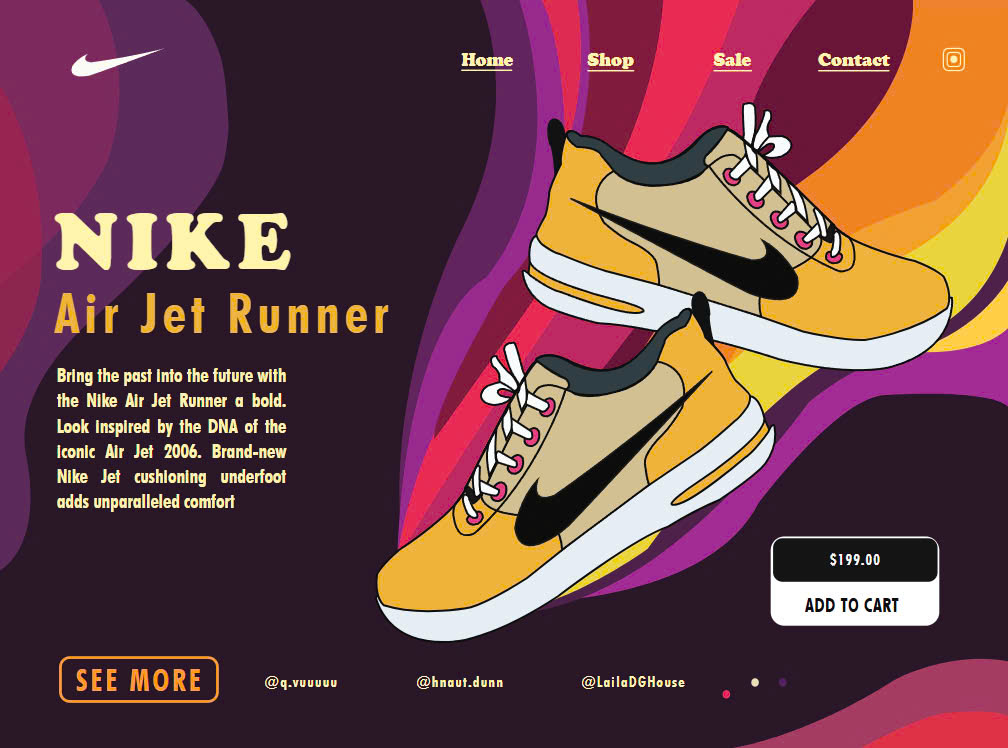 Home Shop Sale Contact
NIKE
Air Jet Runner
Bring the past into the future with
the Nike Air Jet Runner a bold.
Look inspired by the DNA of the
iconic Air Jet 2006. Brand-new
Nike Jet cushioning underfoot
adds unparalleled comfort
$199.00
ADD TO CART
SEE MORE @q.vuuuuu @hnaut.dunn @LailaDGHouse